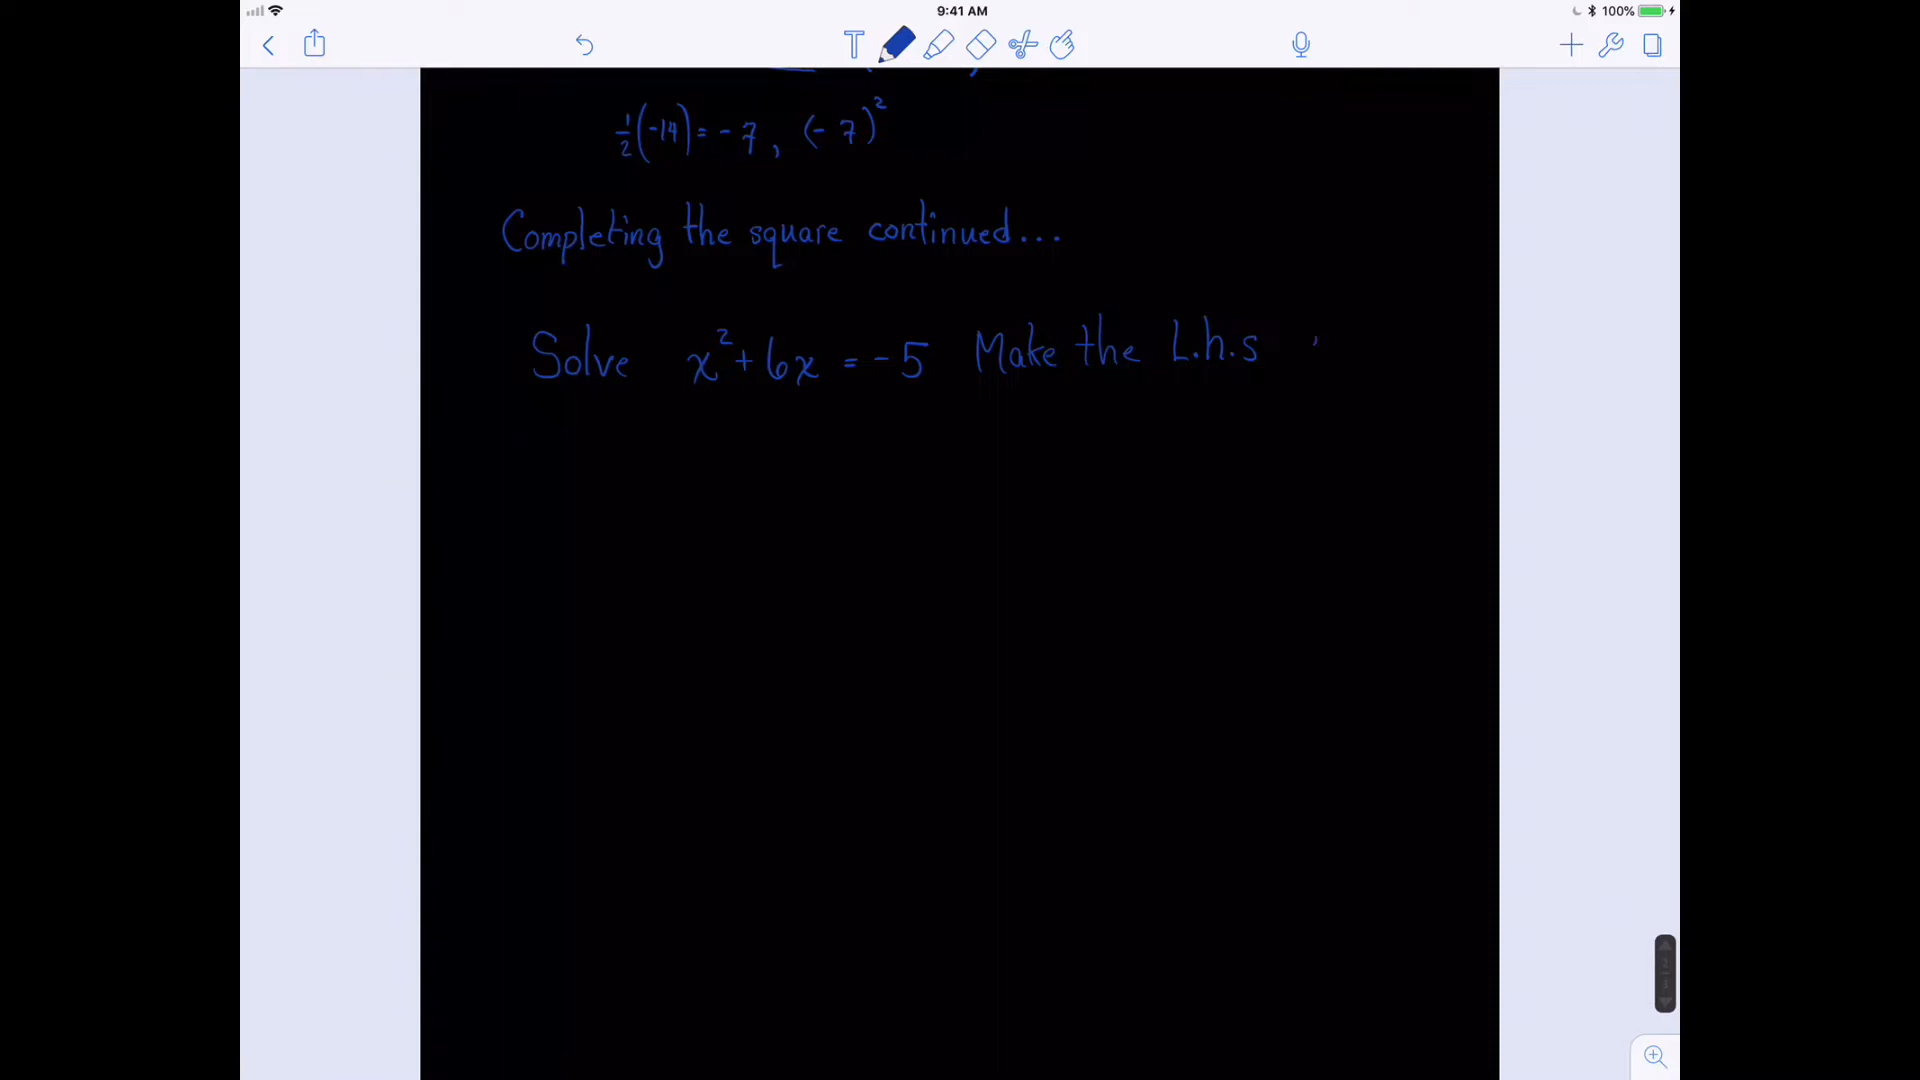 9:41 AM
100%
T
½(-14) = -7, (-7)²
Completing the square continued...
Solve x² + 6x = -5 Make the L.h.s